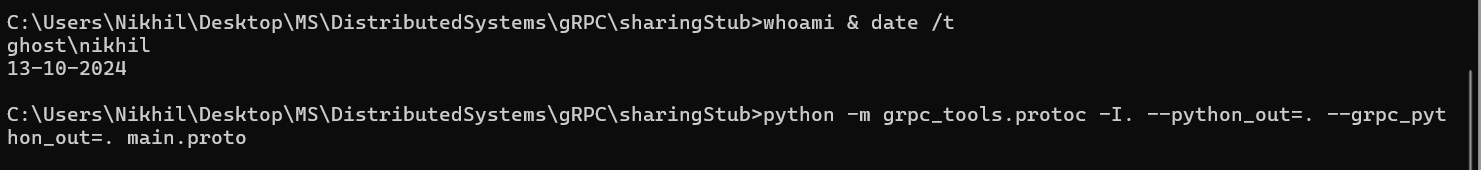 C:\Users\Nikhil\Desktop\MS\DistributedSystems\gRPC\sharingStub>whoami & date /t
ghost\nikhil
13-10-2024
C:\Users\Nikhil\Desktop\MS\DistributedSystems\gRPC\sharingStub>python -m grpc_tools.protoc -I. --python_out=. --grpc_pyt
hon_out=. main.proto